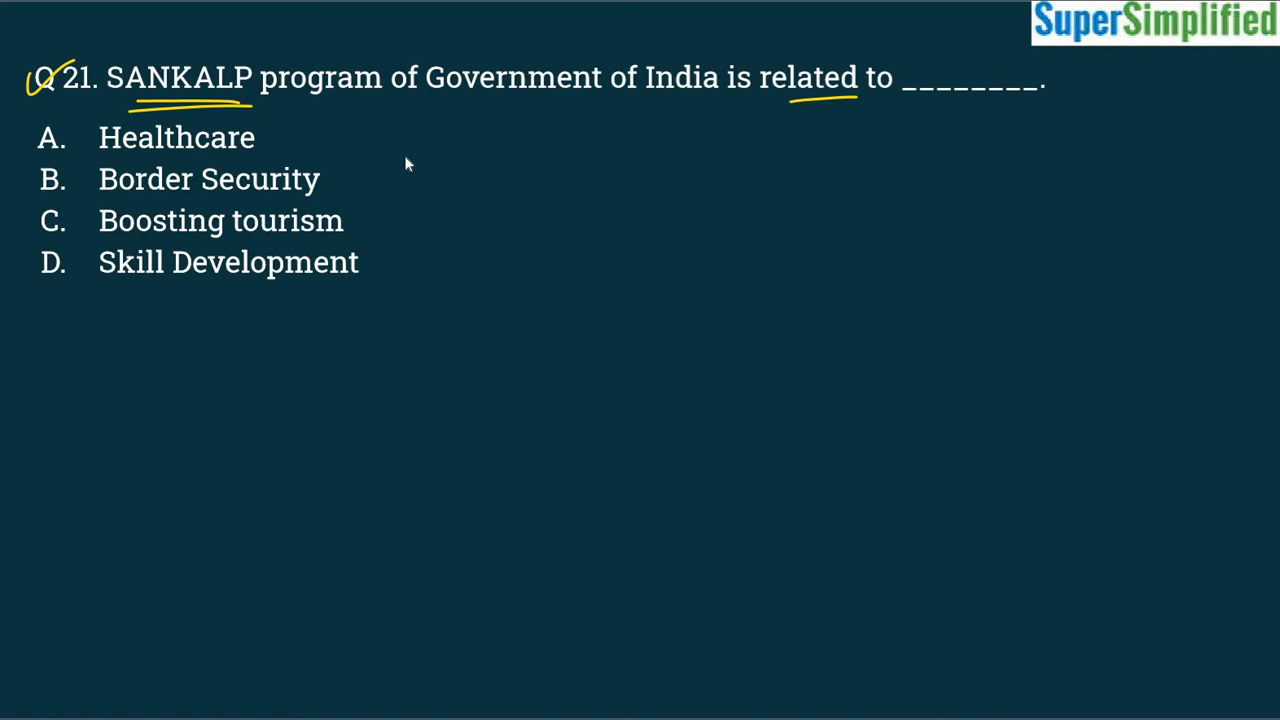 SuperSimplified
Q 21. SANKALP program of Government of India is related to ________.
A. Healthcare
B. Border Security
C. Boosting tourism
D. Skill Development